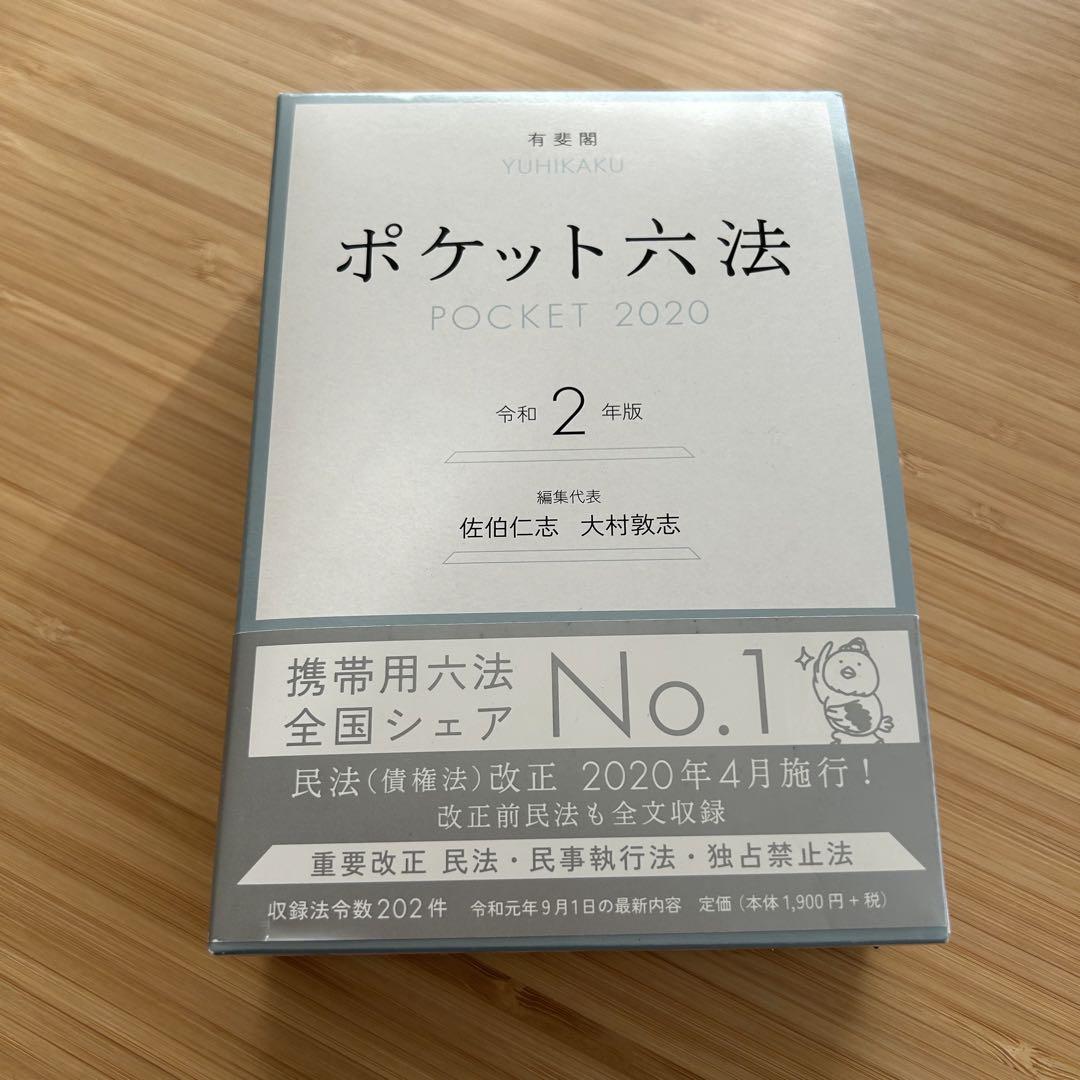 有斐閣
YUHIKAKU
ポケット六法
POCKET 2020
令和 2 年版
編集代表
佐伯仁志 大村敦志
携帯用六法
全国シェア
No.1
民法(債権法)改正 2020年4月施行!
改正前民法も全文収録
重要改正 民法・民事執行法・独占禁止法
収録法令数202件 令和元年9月1日の最新内容 定価(本体1,900円+税)